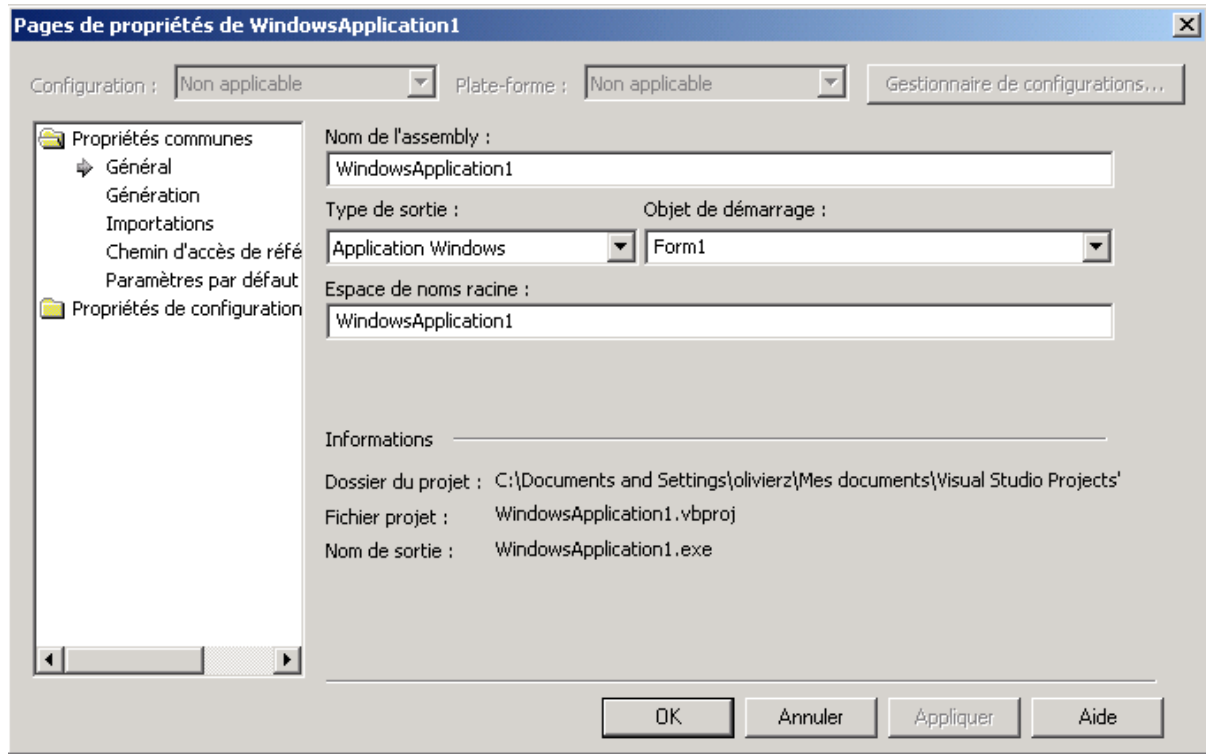 Pages de propriétés de WindowsApplication1
Configuration : Non applicable Plate-forme : Non applicable Gestionnaire de configurations...
Propriétés communes
Général
Génération
Importations
Chemin d'accès de réfé
Paramètres par défaut
Propriétés de configuration
Nom de l'assembly :
WindowsApplication1
Type de sortie : Objet de démarrage :
Application Windows Form1
Espace de noms racine :
WindowsApplication1
Informations
Dossier du projet : C:\Documents and Settings\olivierz\Mes documents\Visual Studio Projects'
Fichier projet : WindowsApplication1.vbproj
Nom de sortie : WindowsApplication1.exe
OK Annuler Appliquer Aide